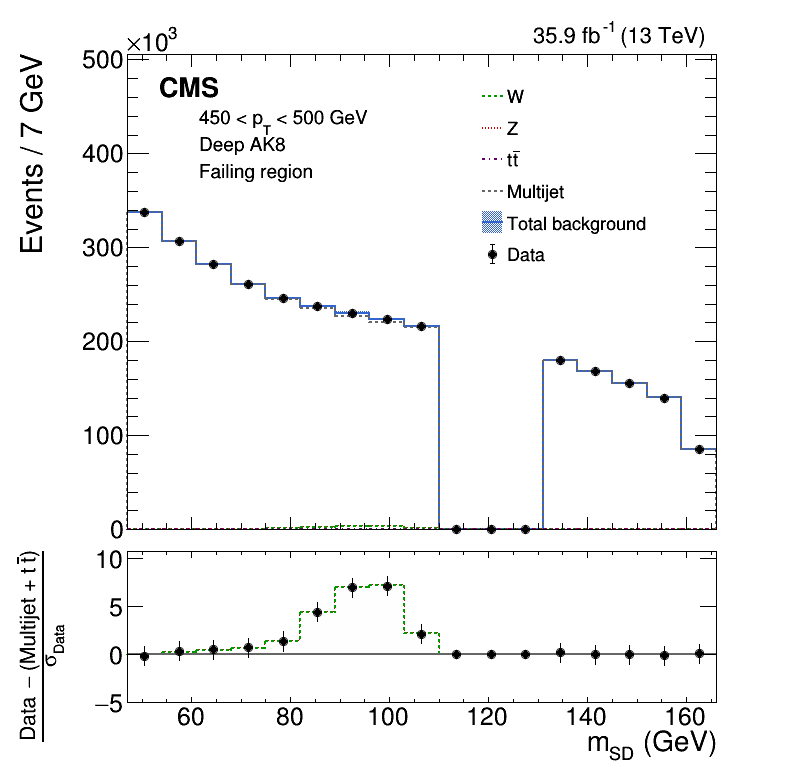 ×10³
35.9 fb⁻¹ (13 TeV)
Events / 7 GeV
500
400
300
200
100
0
CMS
450 < p_T < 500 GeV
Deep AK8
Failing region
W
Z
tt̄
Multijet
Total background
Data
Data − (Multijet + t t̄)
σ_Data
10
5
0
−5
60 80 100 120 140 160
m_SD (GeV)